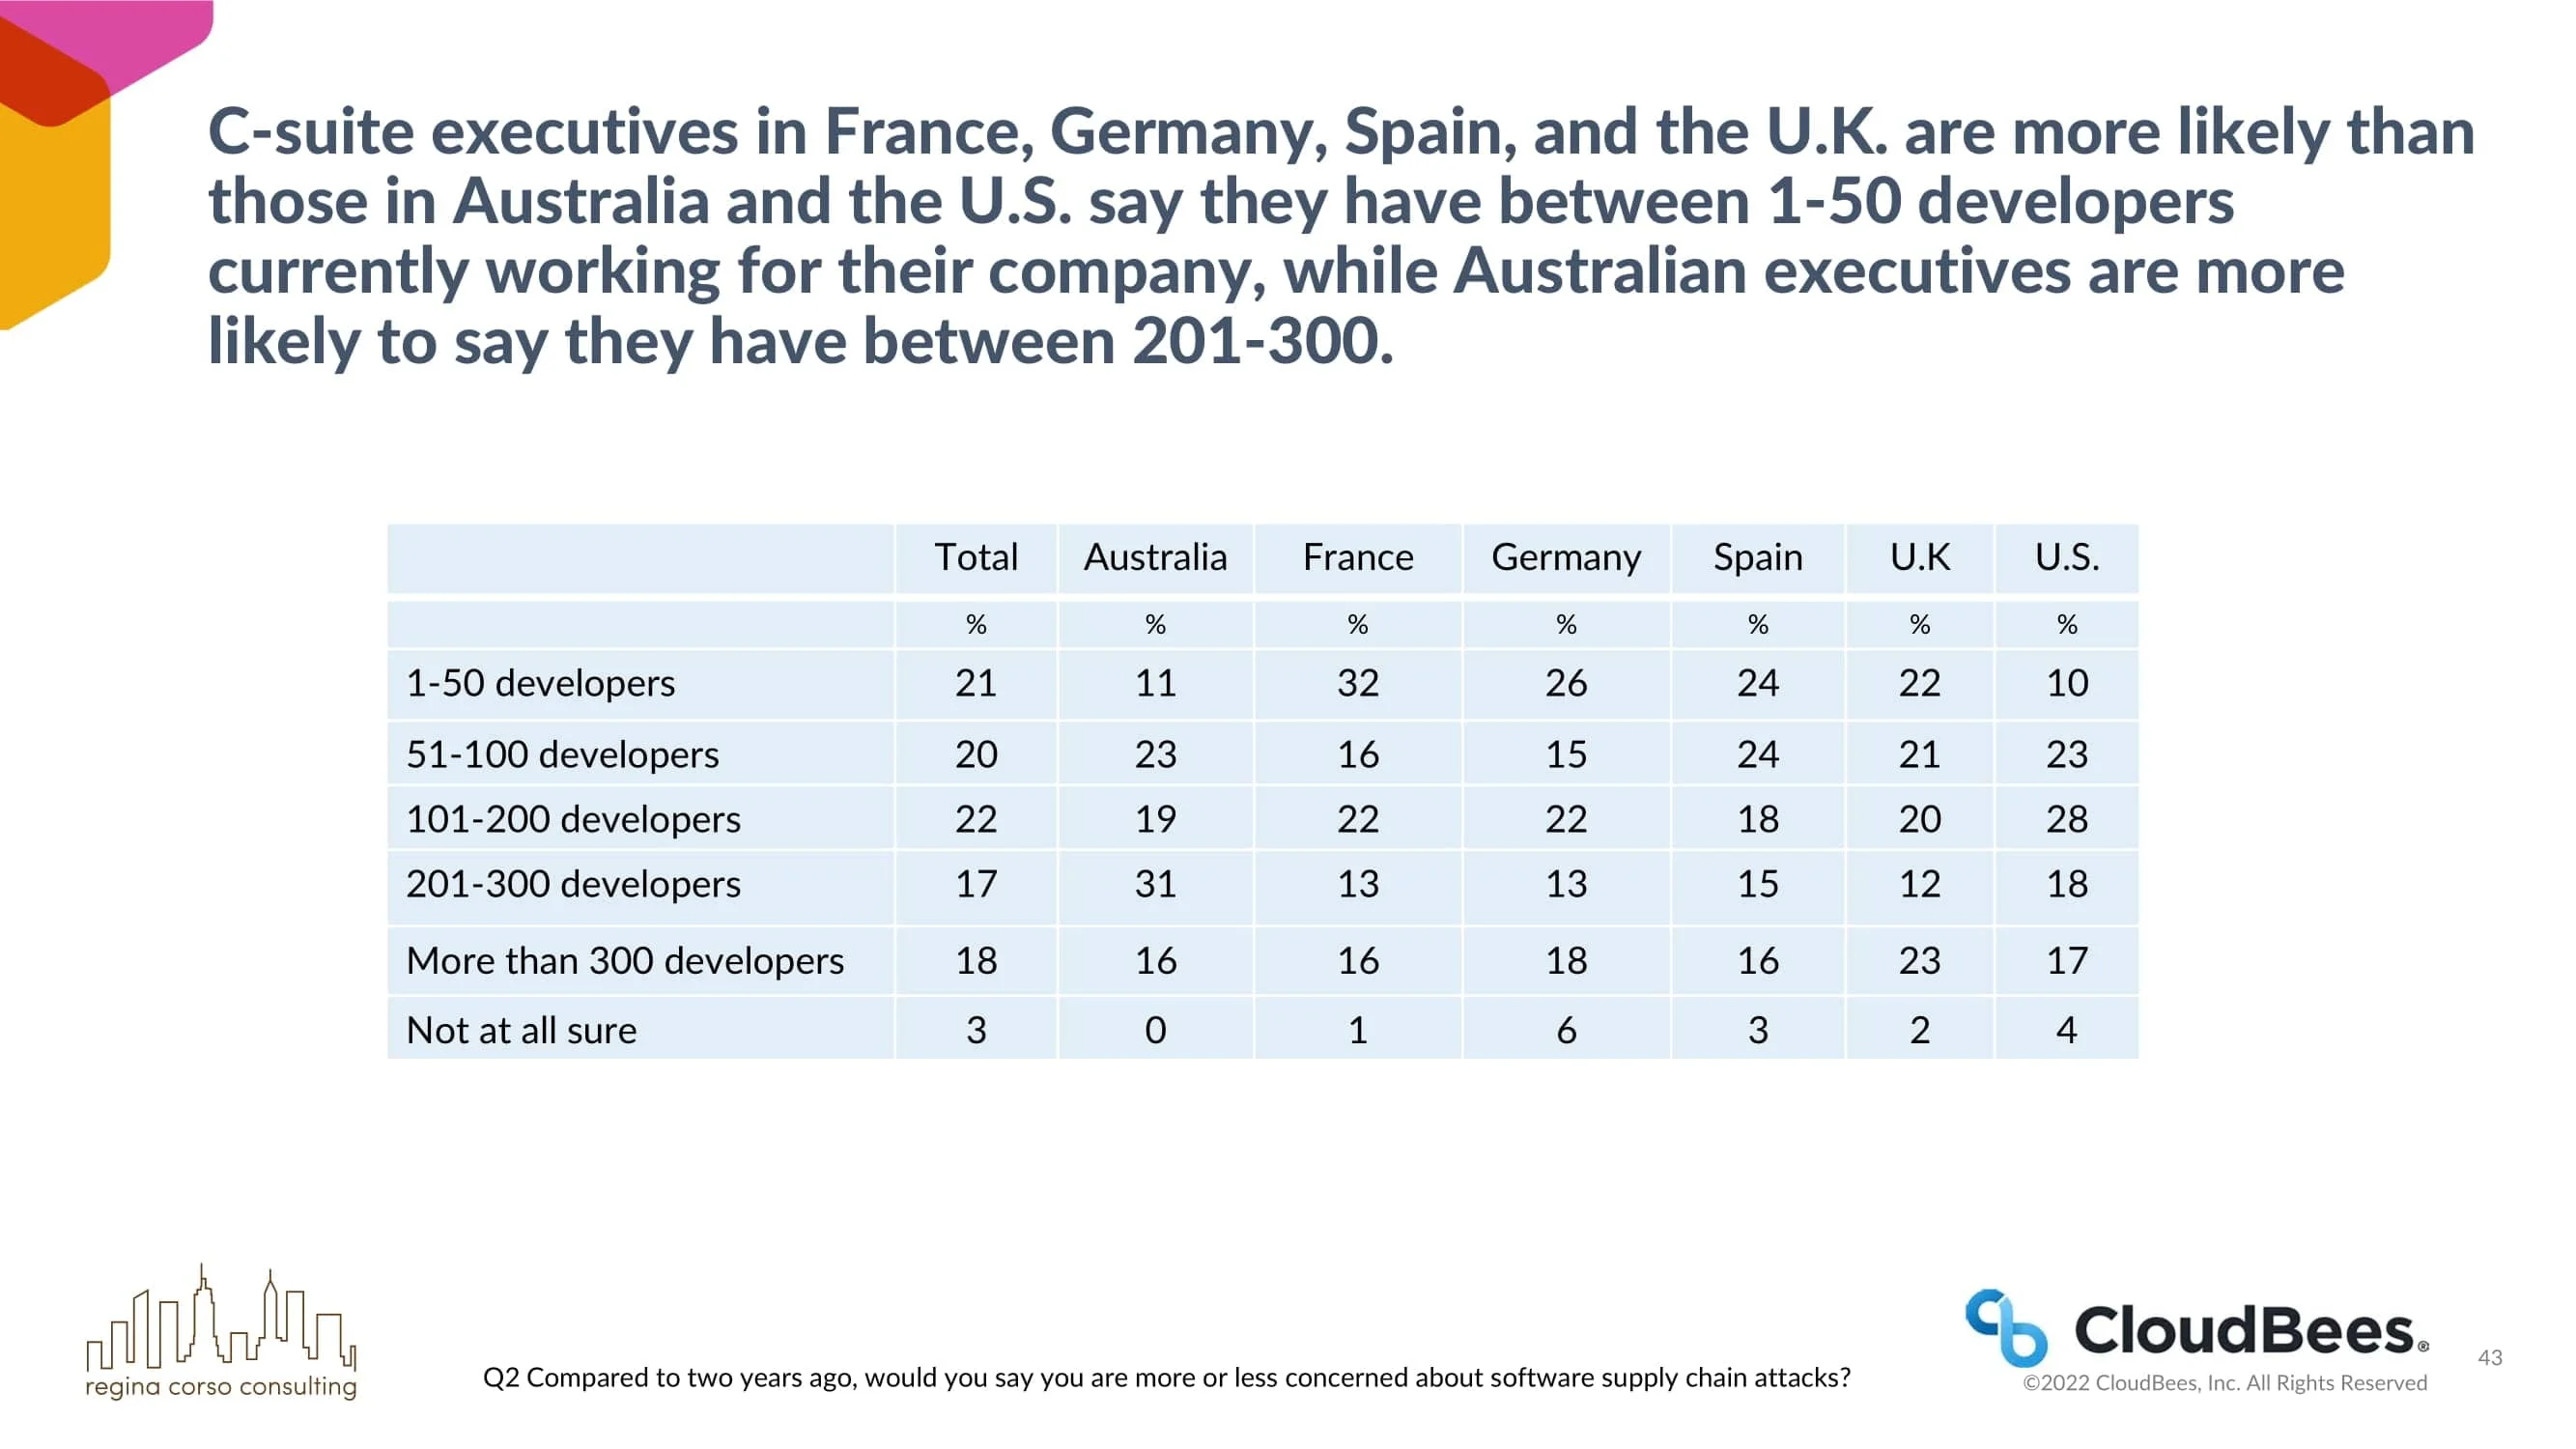 C-suite executives in France, Germany, Spain, and the U.K. are more likely than
those in Australia and the U.S. say they have between 1-50 developers
currently working for their company, while Australian executives are more
likely to say they have between 201-300.
Total Australia France Germany Spain U.K U.S.
% % % % % % %
1-50 developers 21 11 32 26 24 22 10
51-100 developers 20 23 16 15 24 21 23
101-200 developers 22 19 22 22 18 20 28
201-300 developers 17 31 13 13 15 12 18
More than 300 developers 18 16 16 18 16 23 17
Not at all sure 3 0 1 6 3 2 4
regina corso consulting
Q2 Compared to two years ago, would you say you are more or less concerned about software supply chain attacks?
CloudBees®
©2022 CloudBees, Inc. All Rights Reserved
43